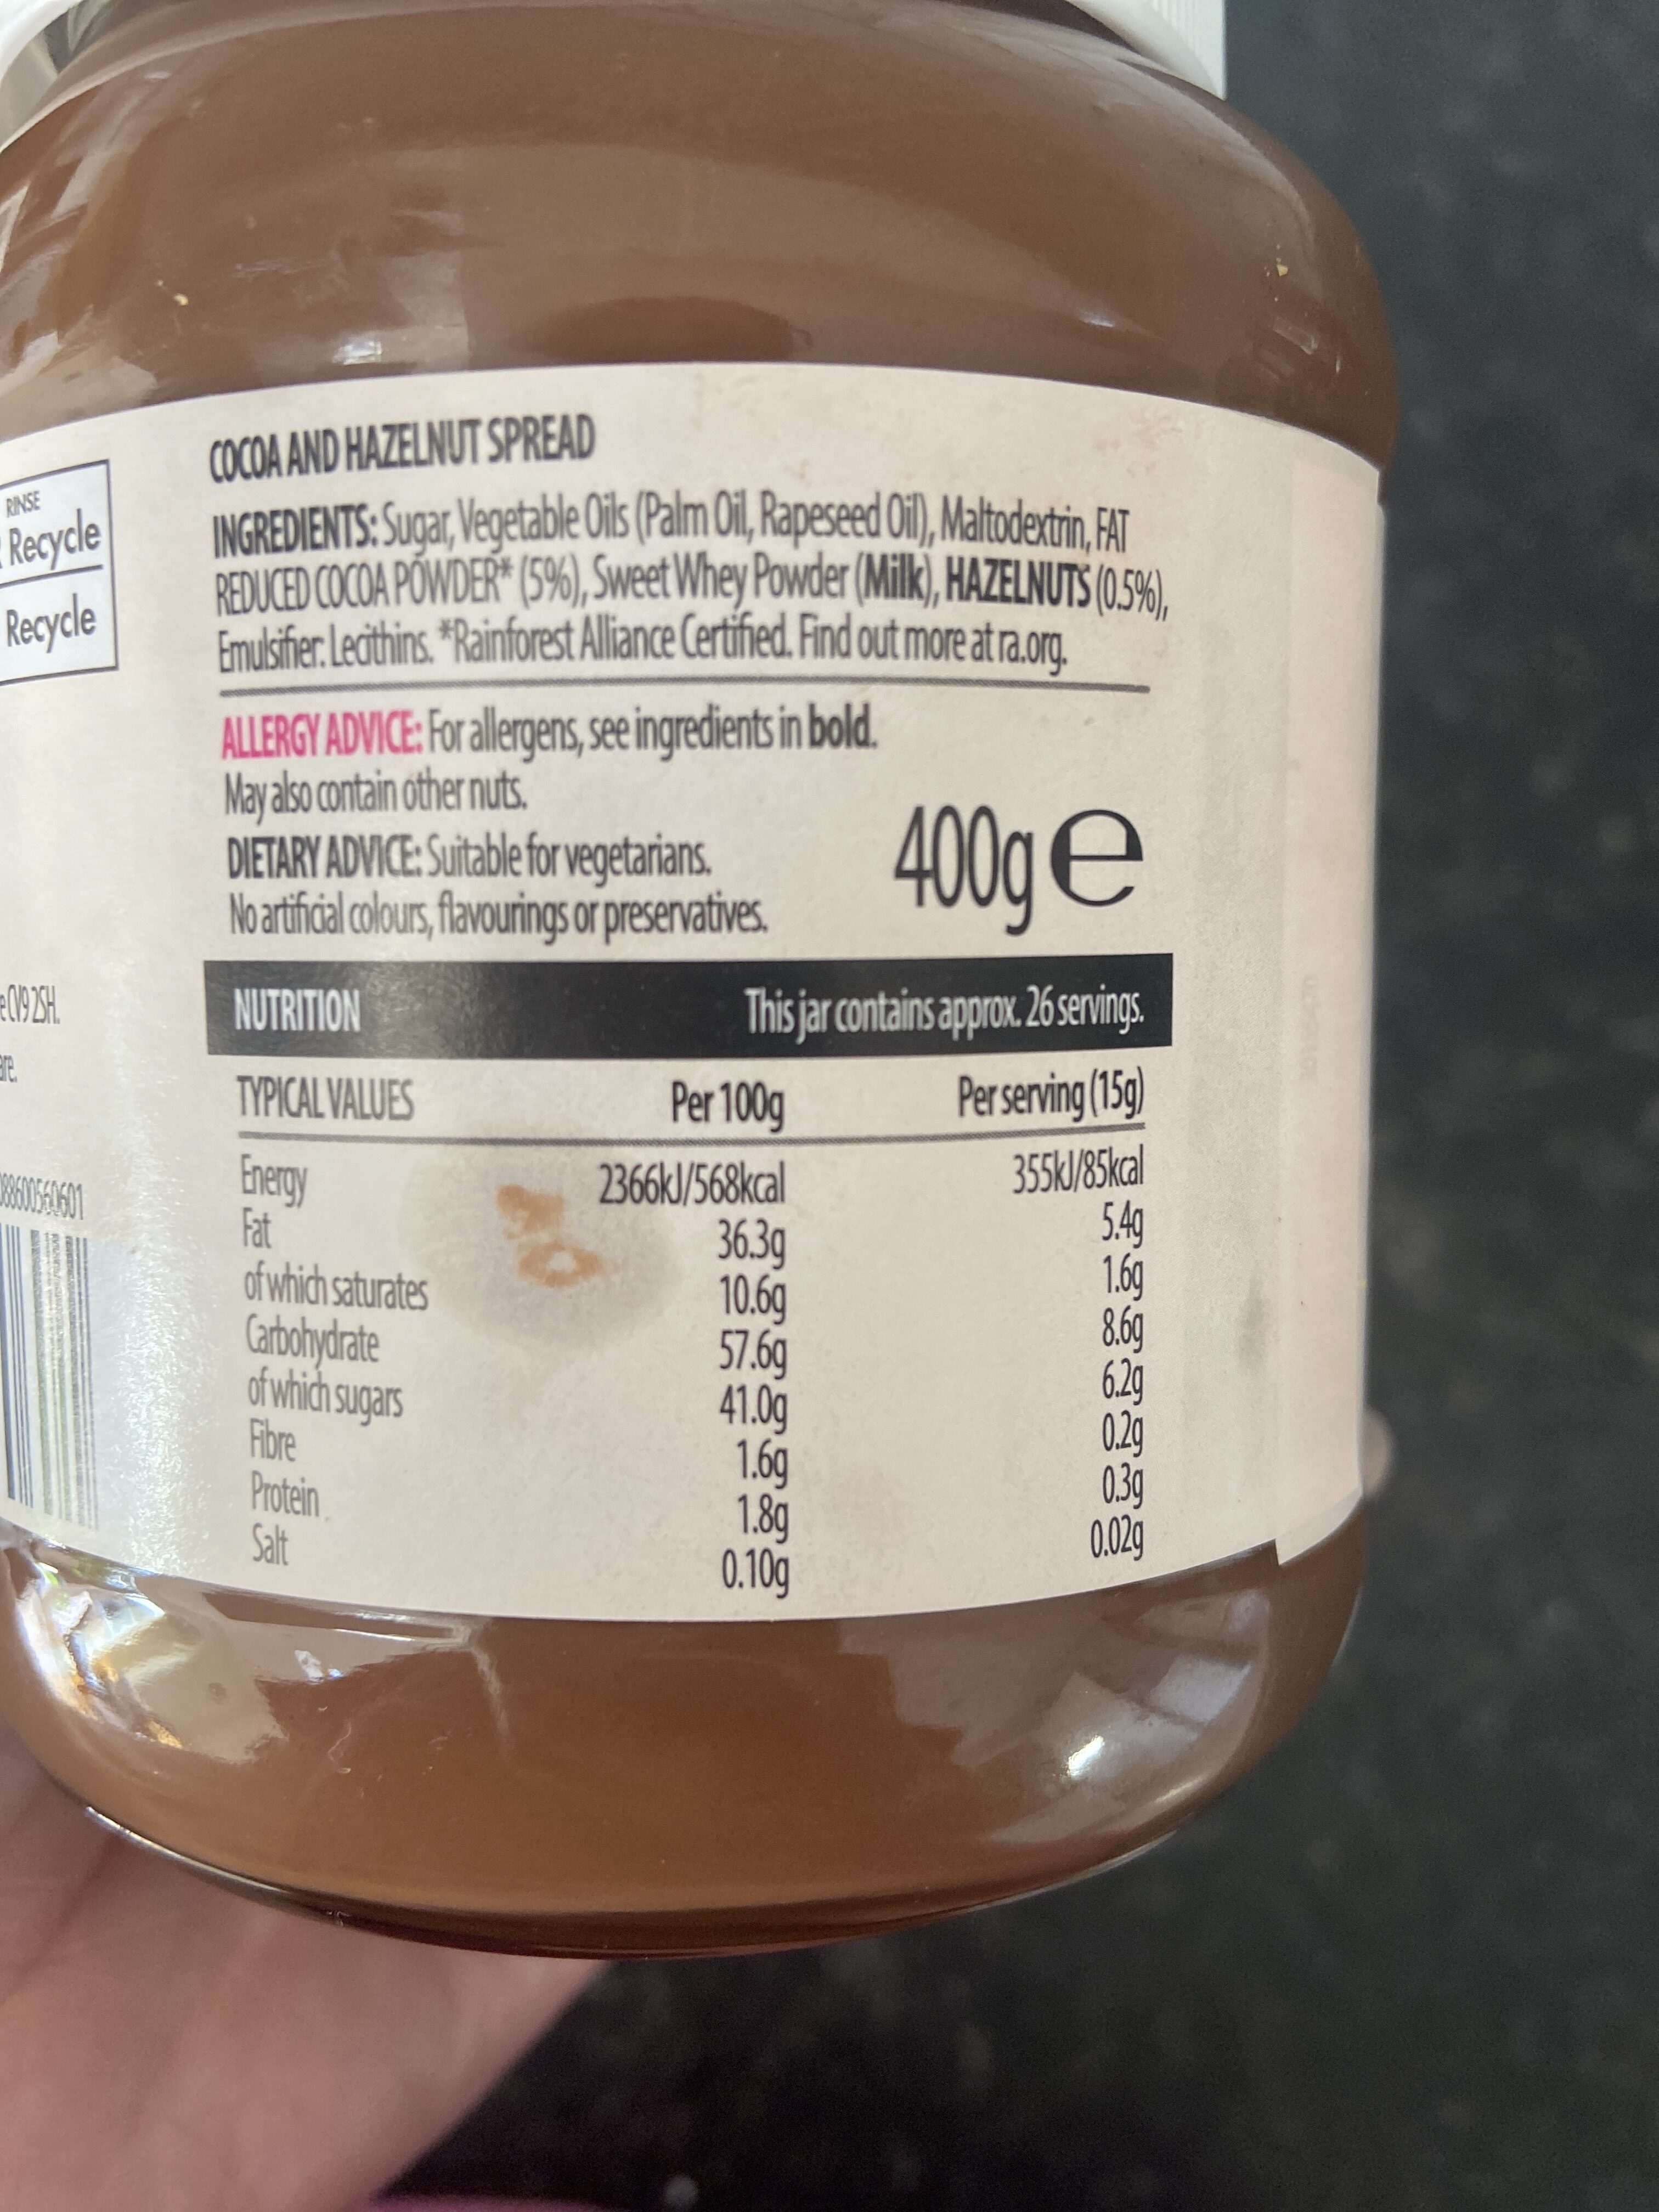 RINSE
Recycle
Recycle
CV9 2SH.
COCOA AND HAZELNUT SPREAD
INGREDIENTS: Sugar, Vegetable Oils (Palm Oil, Rapeseed Oil), Maltodextrin, FAT
REDUCED COCOA POWDER* (5%), Sweet Whey Powder (Milk), HAZELNUTS (0.5%),
Emulsifier: Lecithins. *Rainforest Alliance Certified. Find out more at ra.org.
ALLERGY ADVICE: For allergens, see ingredients in bold.
May also contain other nuts.
DIETARY ADVICE: Suitable for vegetarians.
No artificial colours, flavourings or preservatives.
400g e
NUTRITION This jar contains approx. 26 servings.
TYPICAL VALUES Per 100g Per serving (15g)
Energy 2366kJ/568kcal 355kJ/85kcal
Fat 36.3g 5.4g
of which saturates 10.6g 1.6g
Carbohydrate 57.6g 8.6g
of which sugars 41.0g 6.2g
Fibre 1.6g 0.2g
Protein 1.8g 0.3g
Salt 0.10g 0.02g